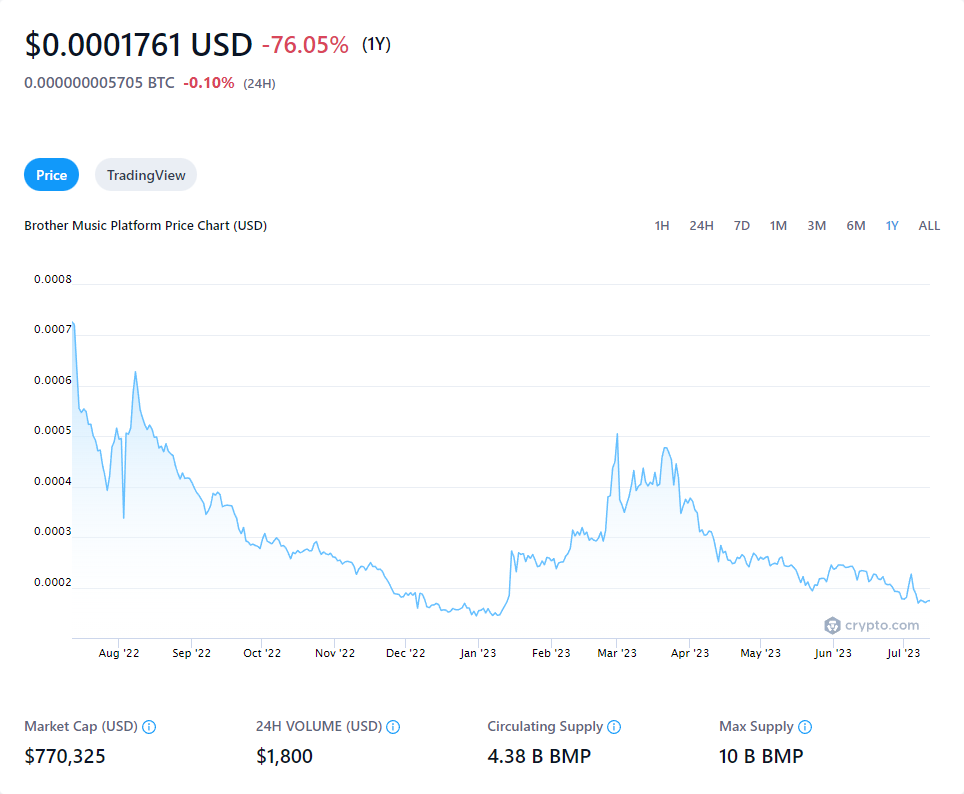 $0.0001761 USD -76.05% (1Y)
0.000000005705 BTC -0.10% (24H)
Price TradingView
Brother Music Platform Price Chart (USD) 1H 24H 7D 1M 3M 6M 1Y ALL
0.0008
0.0007
0.0006
0.0005
0.0004
0.0003
0.0002
crypto.com
Aug '22 Sep '22 Oct '22 Nov '22 Dec '22 Jan '23 Feb '23 Mar '23 Apr '23 May '23 Jun '23 Jul '23
Market Cap (USD) 24H VOLUME (USD) Circulating Supply Max Supply
$770,325 $1,800 4.38 B BMP 10 B BMP